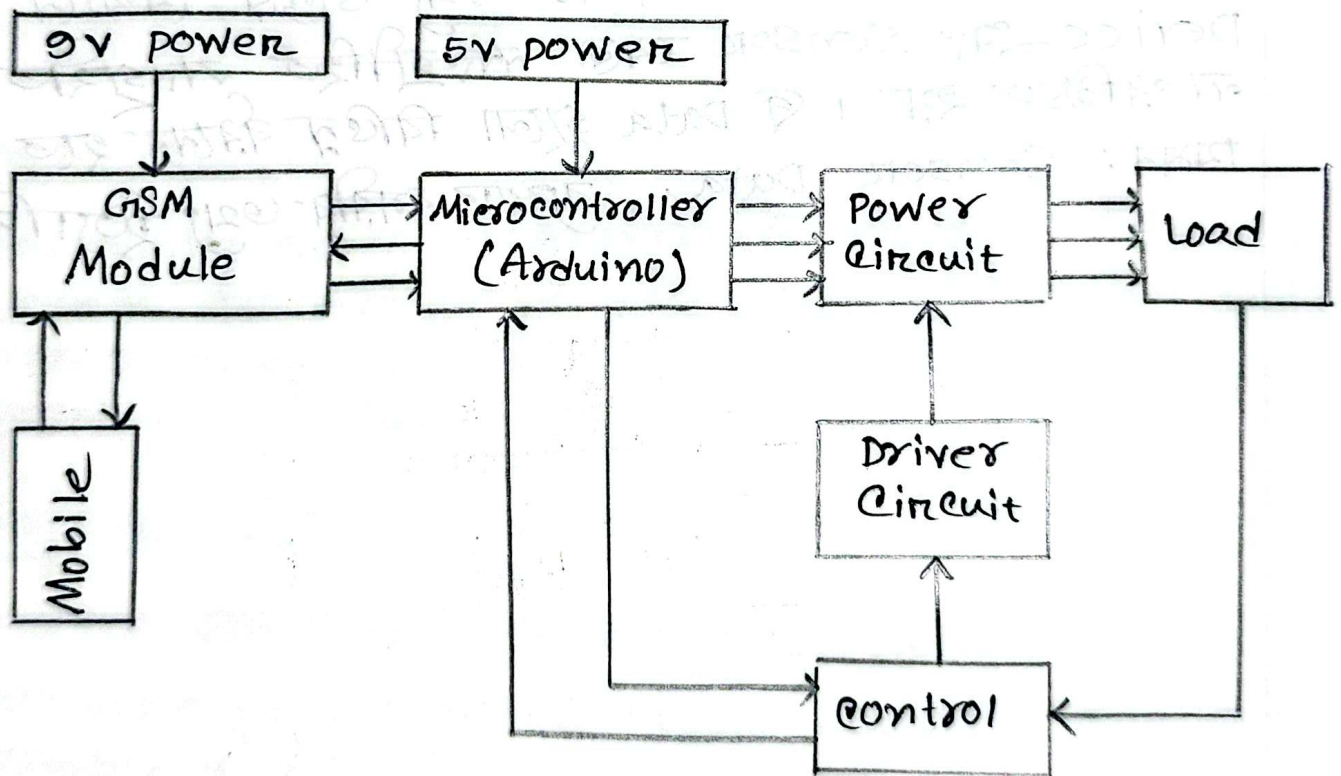 9v power
5v power
GSM
Module
Microcontroller
(Arduino)
Power
Circuit
Load
Mobile
Driver
Circuit
control